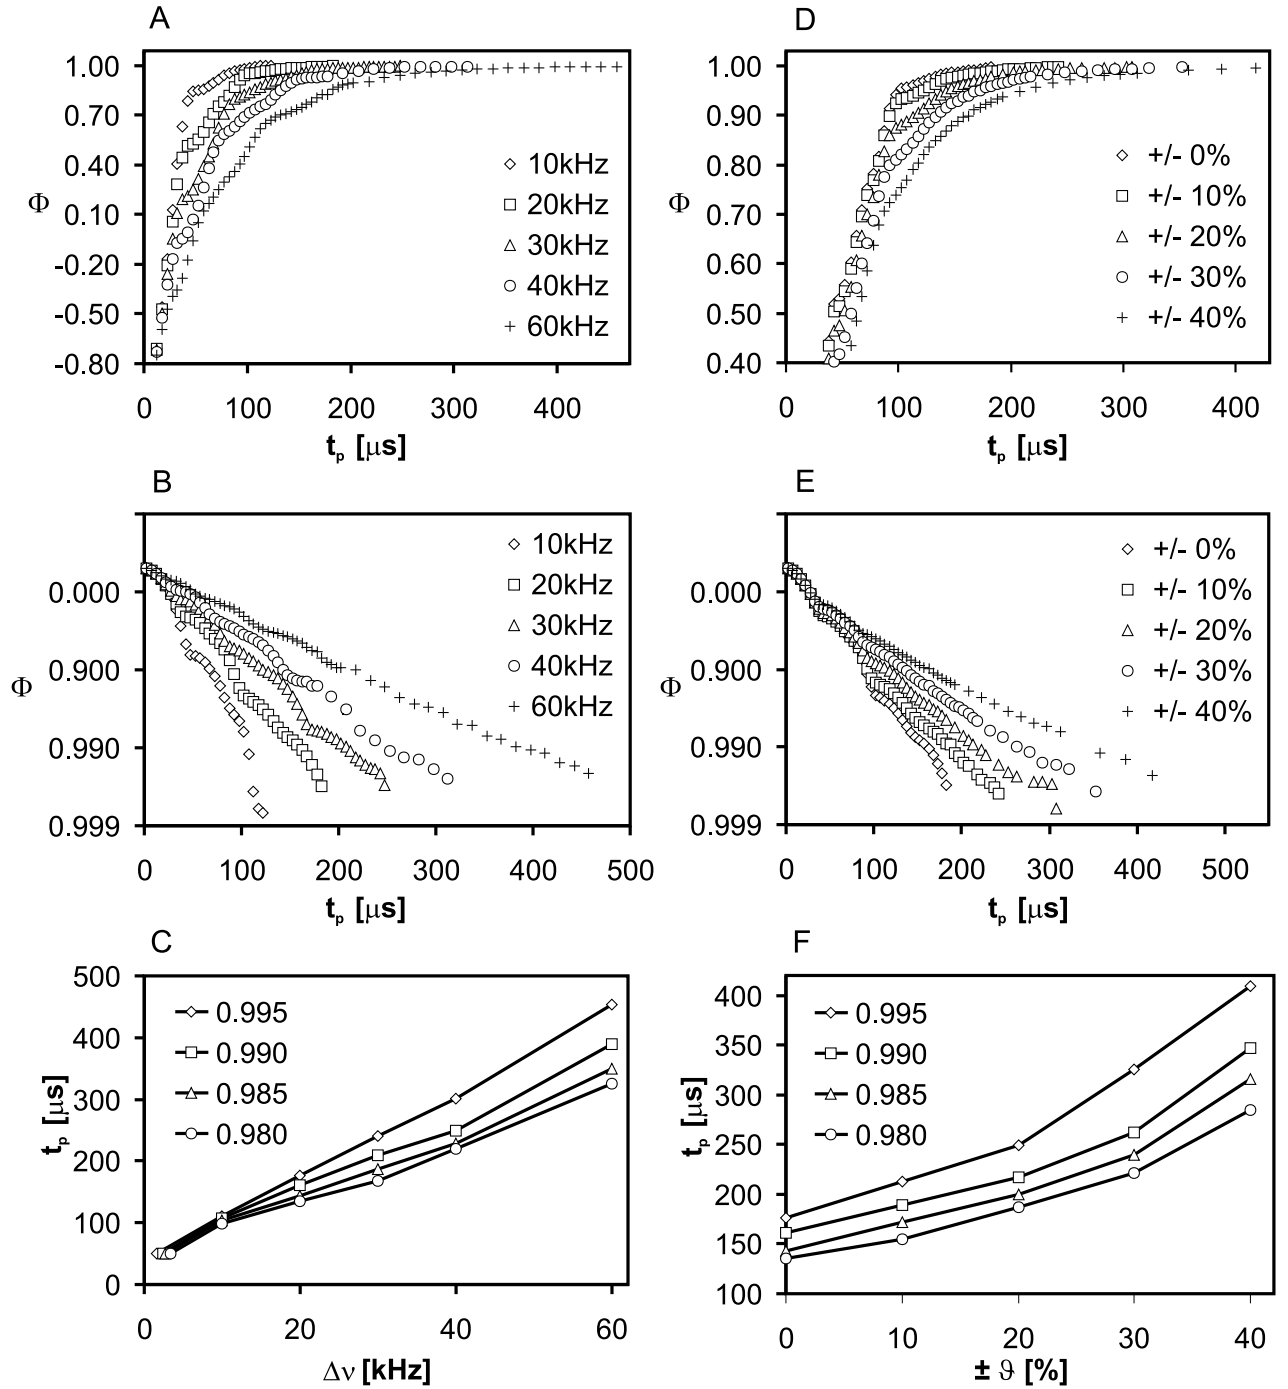 A
1.00
0.70
0.40
0.10
-0.20
-0.50
-0.80
Φ
10kHz
20kHz
30kHz
40kHz
60kHz
0 100 200 300 400
tp [μs]
D
1.00
0.90
0.80
0.70
0.60
0.50
0.40
Φ
+/- 0%
+/- 10%
+/- 20%
+/- 30%
+/- 40%
0 100 200 300 400
tp [μs]
B
0.000
0.900
0.990
0.999
Φ
10kHz
20kHz
30kHz
40kHz
60kHz
0 100 200 300 400 500
tp [μs]
E
0.000
0.900
0.990
0.999
Φ
+/- 0%
+/- 10%
+/- 20%
+/- 30%
+/- 40%
0 100 200 300 400 500
tp [μs]
C
500
400
300
200
100
0
tp [μs]
0.995
0.990
0.985
0.980
0 20 40 60
Δν [kHz]
F
400
350
300
250
200
150
100
tp [μs]
0.995
0.990
0.985
0.980
0 10 20 30 40
± ϑ [%]